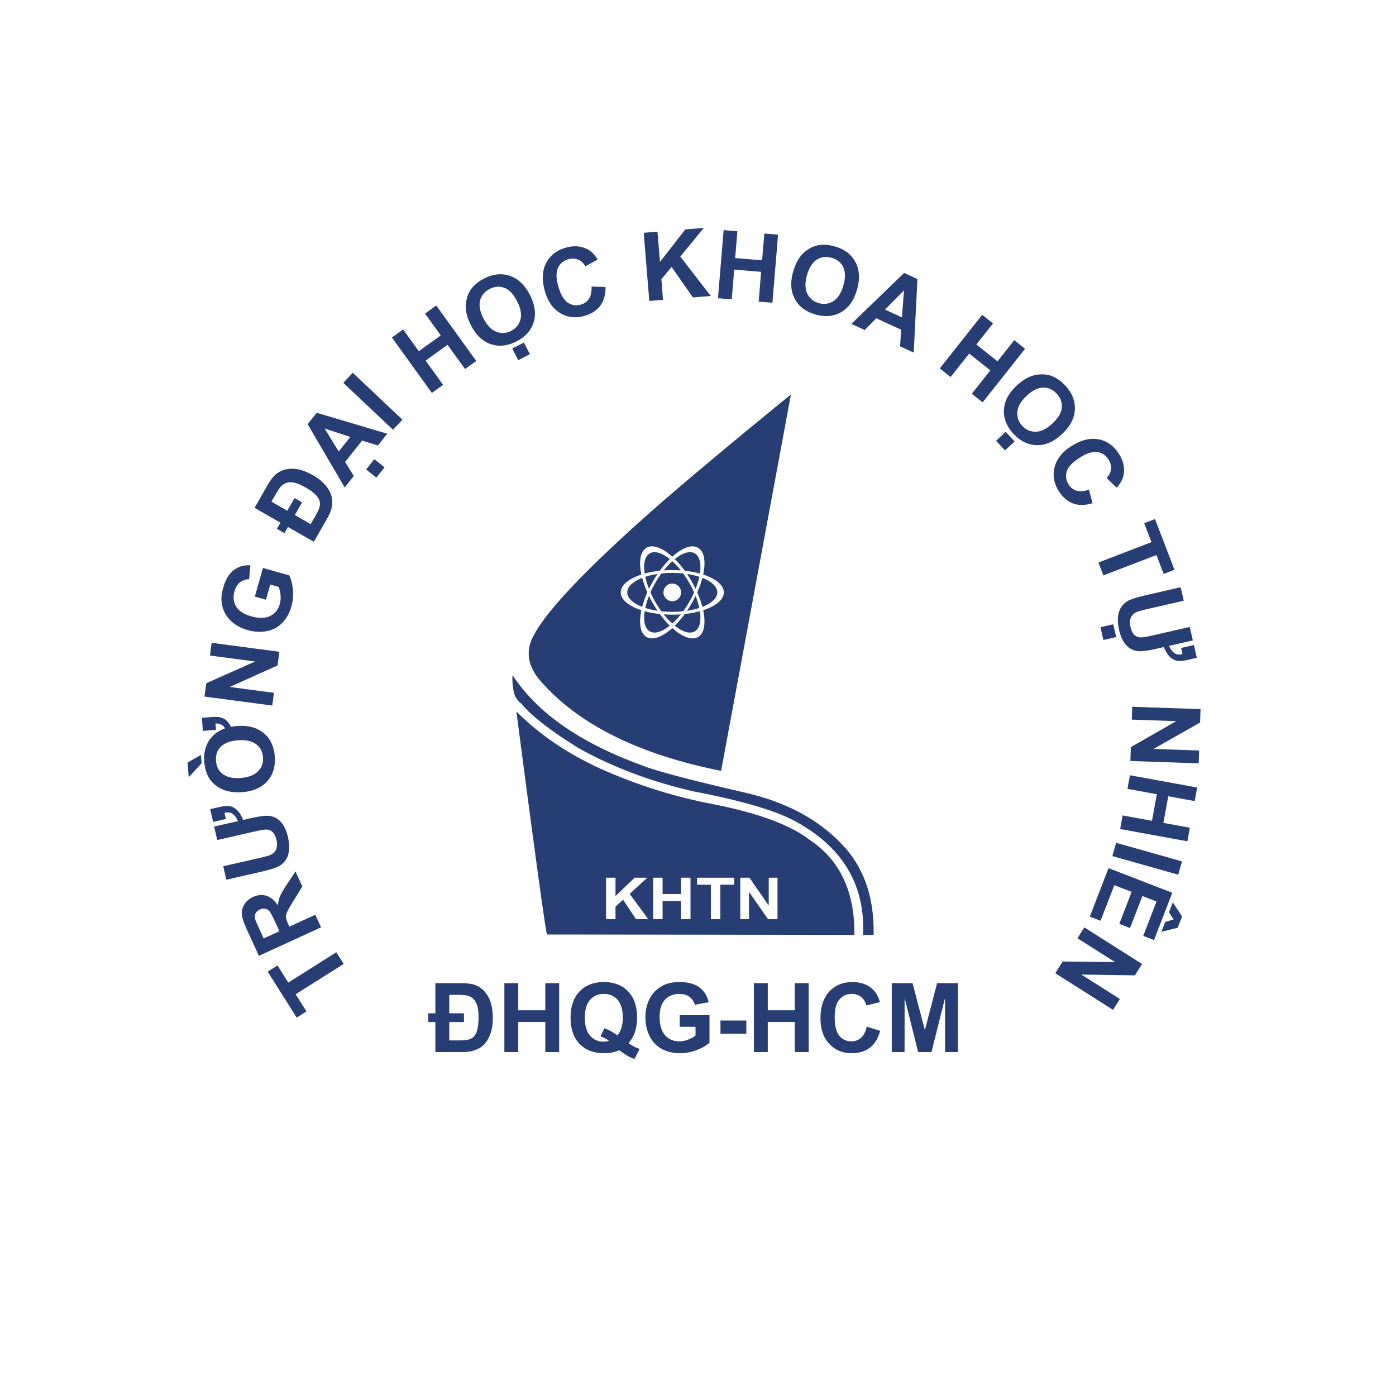 TRƯỜNG ĐẠI HỌC KHOA HỌC TỰ NHIÊN
KHTN
ĐHQG-HCM